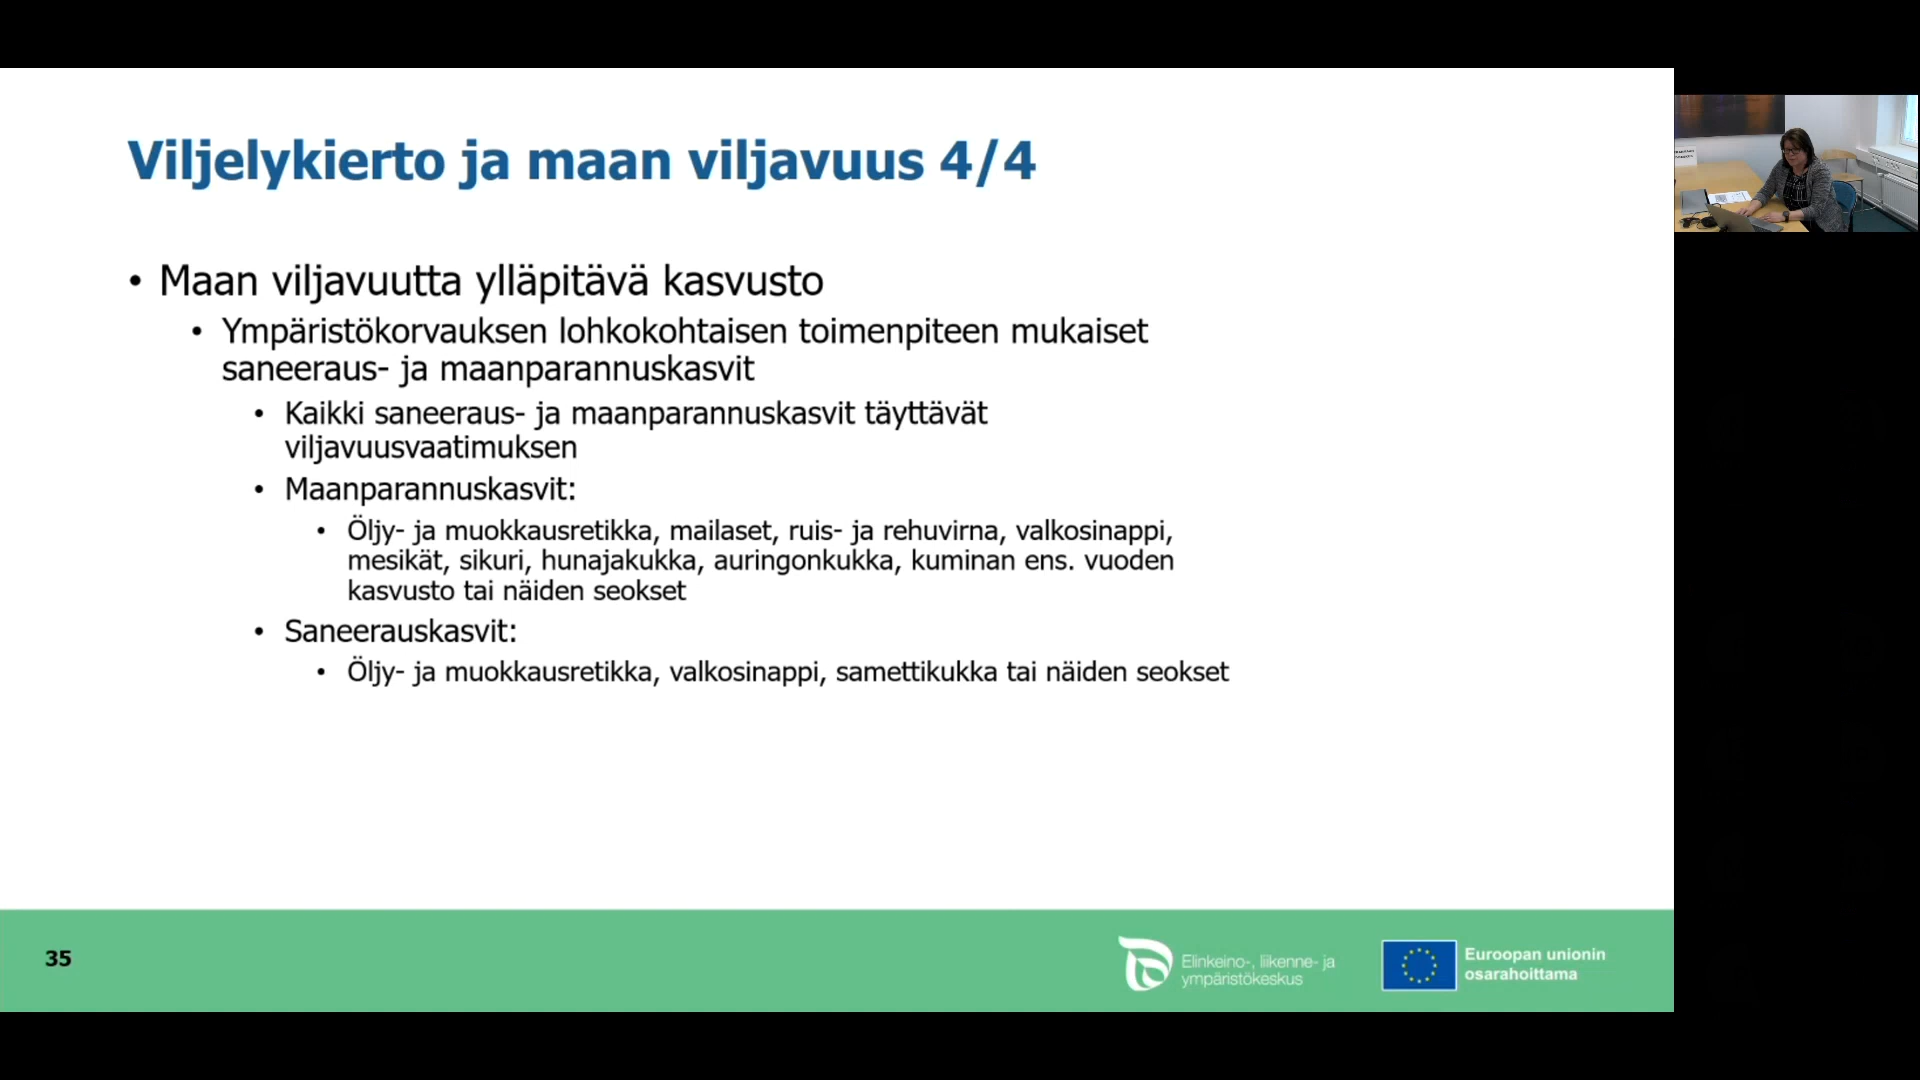 Viljelykierto ja maan viljavuus 4/4
• Maan viljavuutta ylläpitävä kasvusto
• Ympäristökorvauksen lohkokohtaisen toimenpiteen mukaiset
saneeraus- ja maanparannuskasvit
• Kaikki saneeraus- ja maanparannuskasvit täyttävät
viljavuusvaatimuksen
• Maanparannuskasvit:
• Öljy- ja muokkausretikka, mailaset, ruis- ja rehuvirna, valkosinappi,
mesikät, sikuri, hunajakukka, auringonkukka, kuminan ens. vuoden
kasvusto tai näiden seokset
• Saneerauskasvit:
• Öljy- ja muokkausretikka, valkosinappi, samettikukka tai näiden seokset
35
Elinkeino-, liikenne- ja
ympäristökeskus
Euroopan unionin
osarahoittama